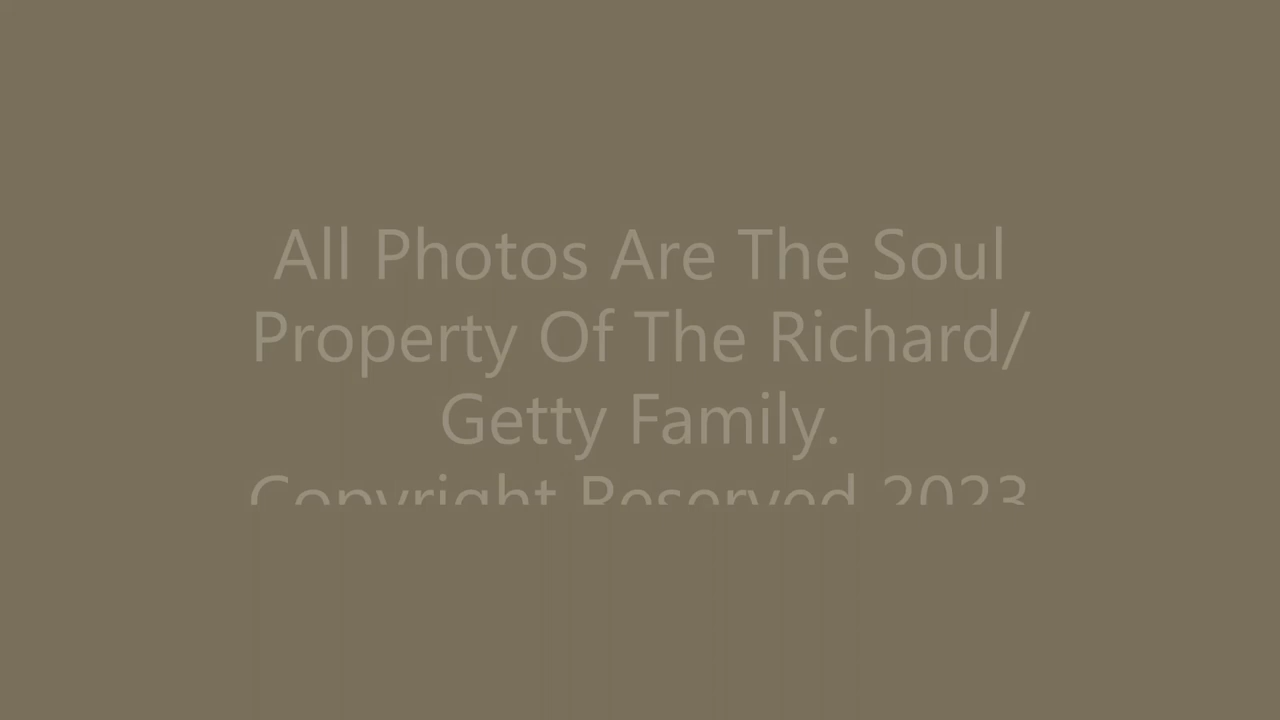 All Photos Are The Soul
Property Of The Richard/
Getty Family.
Copyright Reserved 2023